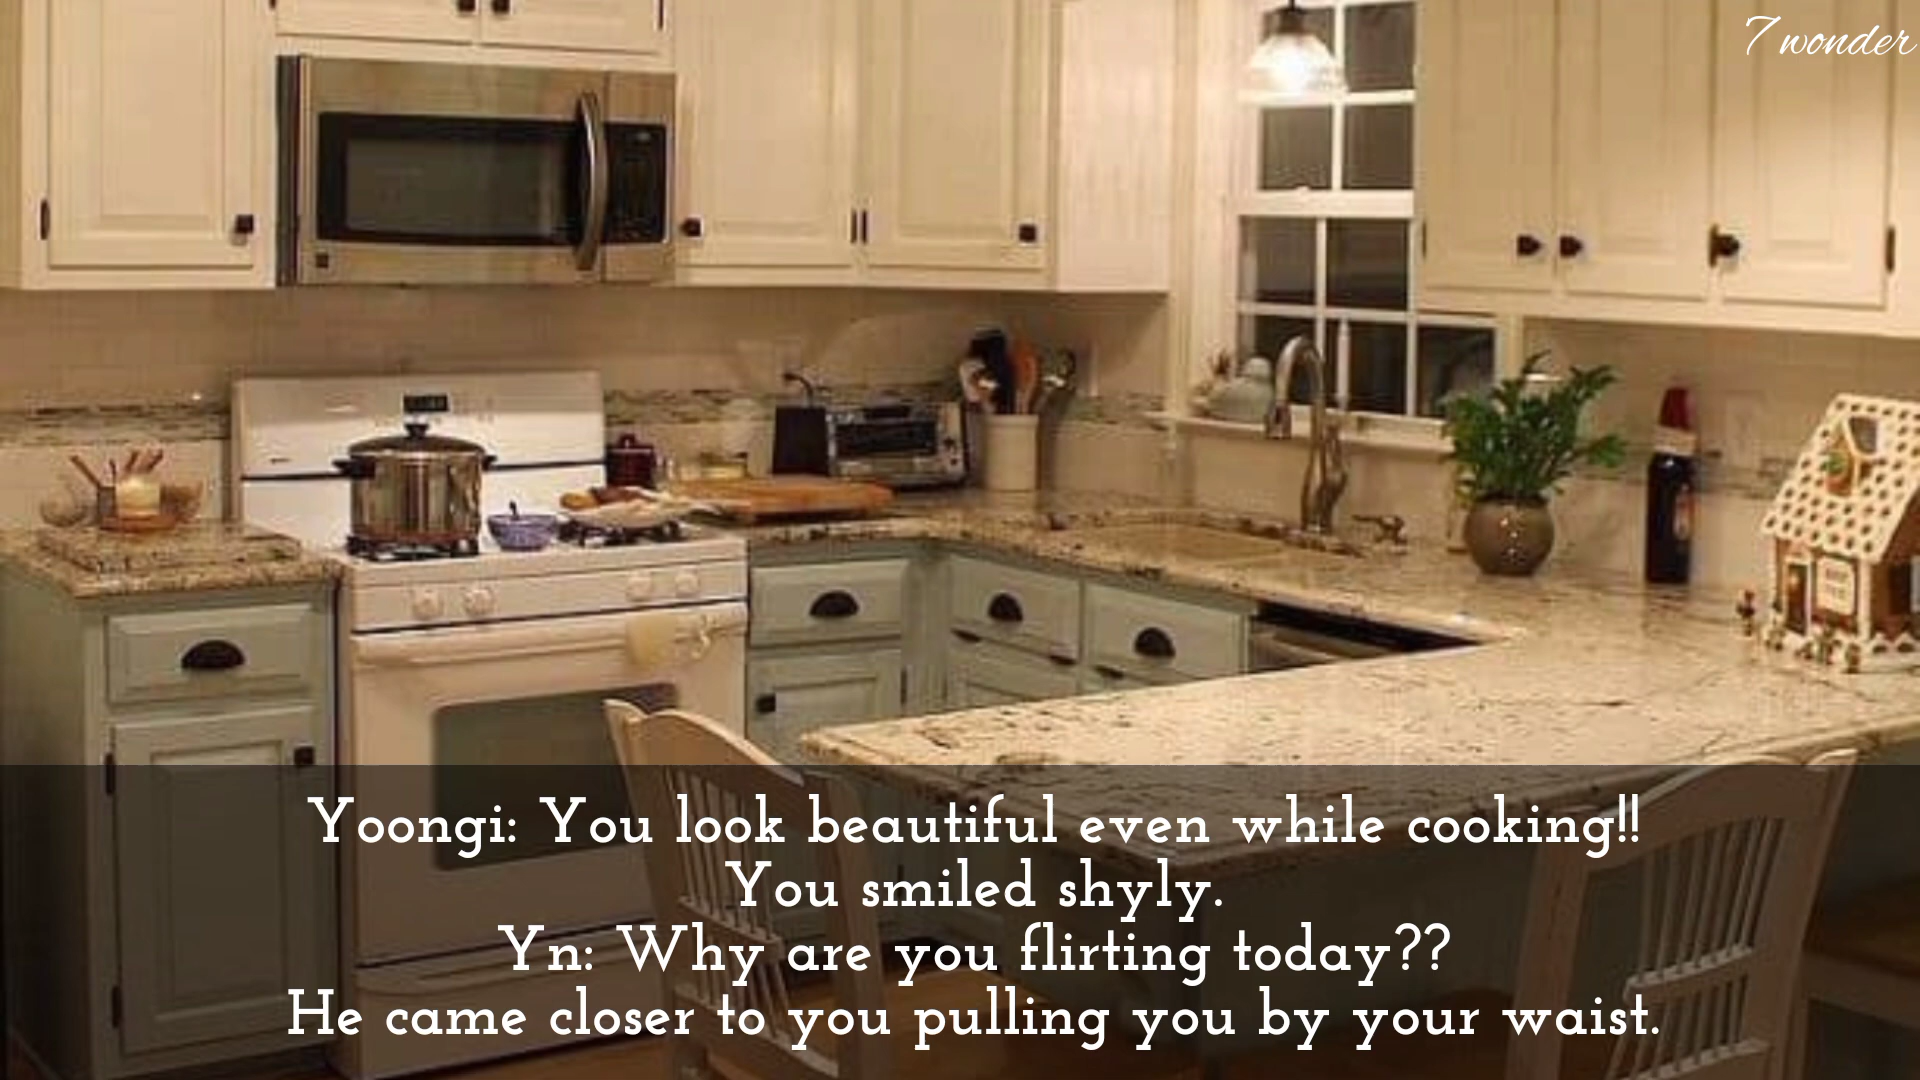 7 wonder
Yoongi: You look beautiful even while cooking!!
You smiled shyly.
Yn: Why are you flirting today??
He came closer to you pulling you by your waist.